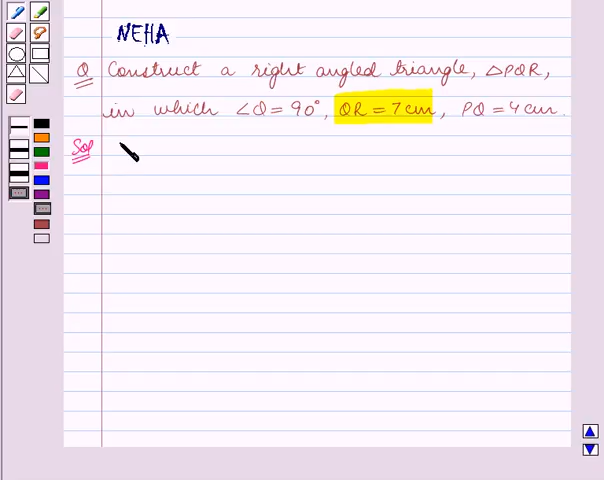 NEHA
Q Construct a right angled triangle, △PQR,
in which ∠Q = 90°, QR = 7 cm, PQ = 4 cm.
Sol